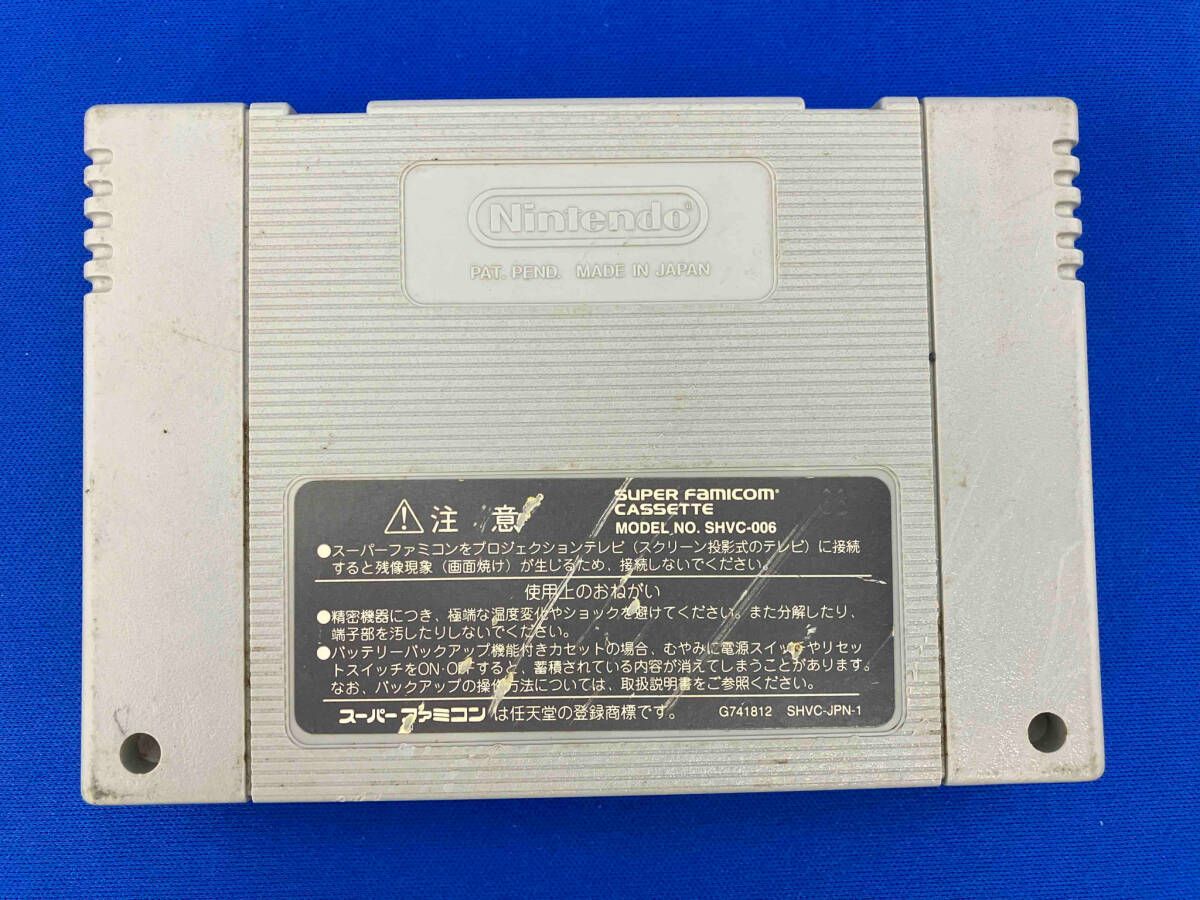 Nintendo®
PAT. PEND. MADE IN JAPAN
⚠注意
SUPER FAMICOM®
CASSETTE
MODEL NO. SHVC-006
●スーパーファミコンをプロジェクションテレビ（スクリーン投影式のテレビ）に接続
すると残像現象（画面焼け）が生じるため、接続しないでください。
使用上のおねがい
●精密機器につき、極端な温度変化やショックを避けてください。また分解したり、
端子部を汚したりしないでください。
●バッテリーバックアップ機能付きカセットの場合、むやみに電源スイッチやリセッ
トスイッチをON・OFFすると、蓄積されている内容が消えてしまうことがあります。
なお、バックアップの操作方法については、取扱説明書をご参照ください。
スーパーファミコンは任天堂の登録商標です。 G741812 SHVC-JPN-1